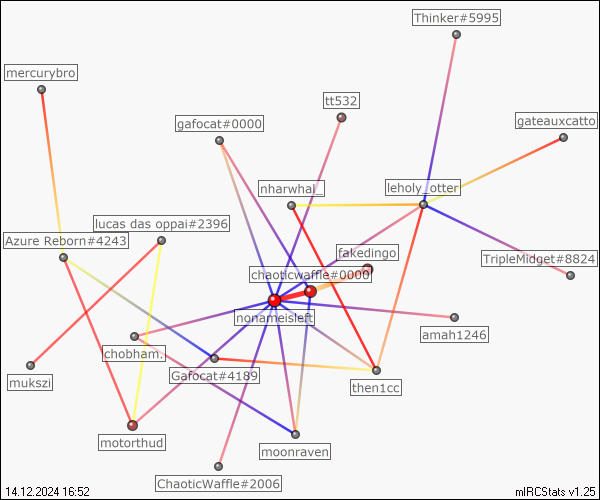 Thinker#5995
mercurybro
tt532
gafocat#0000
gateauxcatto
nharwhal_
leholy_otter
lucas das oppai#2396
Azure Reborn#4243
fakedingo
TripleMidget#8824
chaoticwaffle#0000
nonameisleft
amah1246
chobham.
mukszi
Gafocat#4189
then1cc
motorthud
moonraven
ChaoticWaffle#2006
14.12.2024 16:52
mIRCStats v1.25